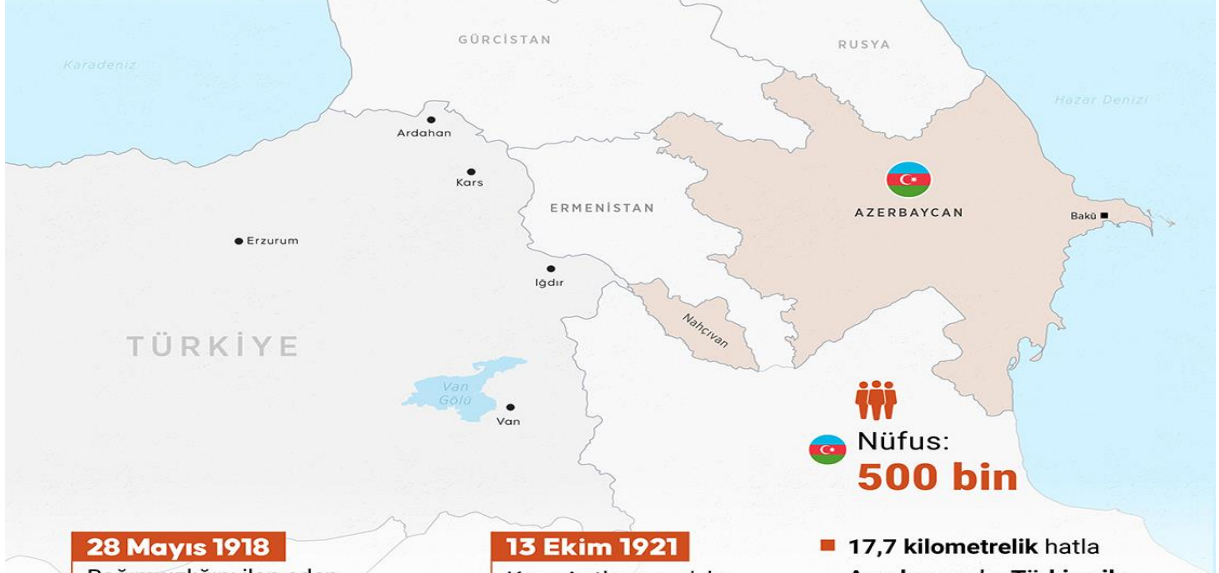 GÜRCİSTAN
RUSYA
Karadeniz
Hazar Denizi
Ardahan
Kars
AZERBAYCAN
ERMENİSTAN
Bakü
Erzurum
Iğdır
Nahçıvan
TÜRKİYE
Van
Gölü
Van
Nüfus:
500 bin
28 Mayıs 1918
13 Ekim 1921
17,7 kilometrelik hatla